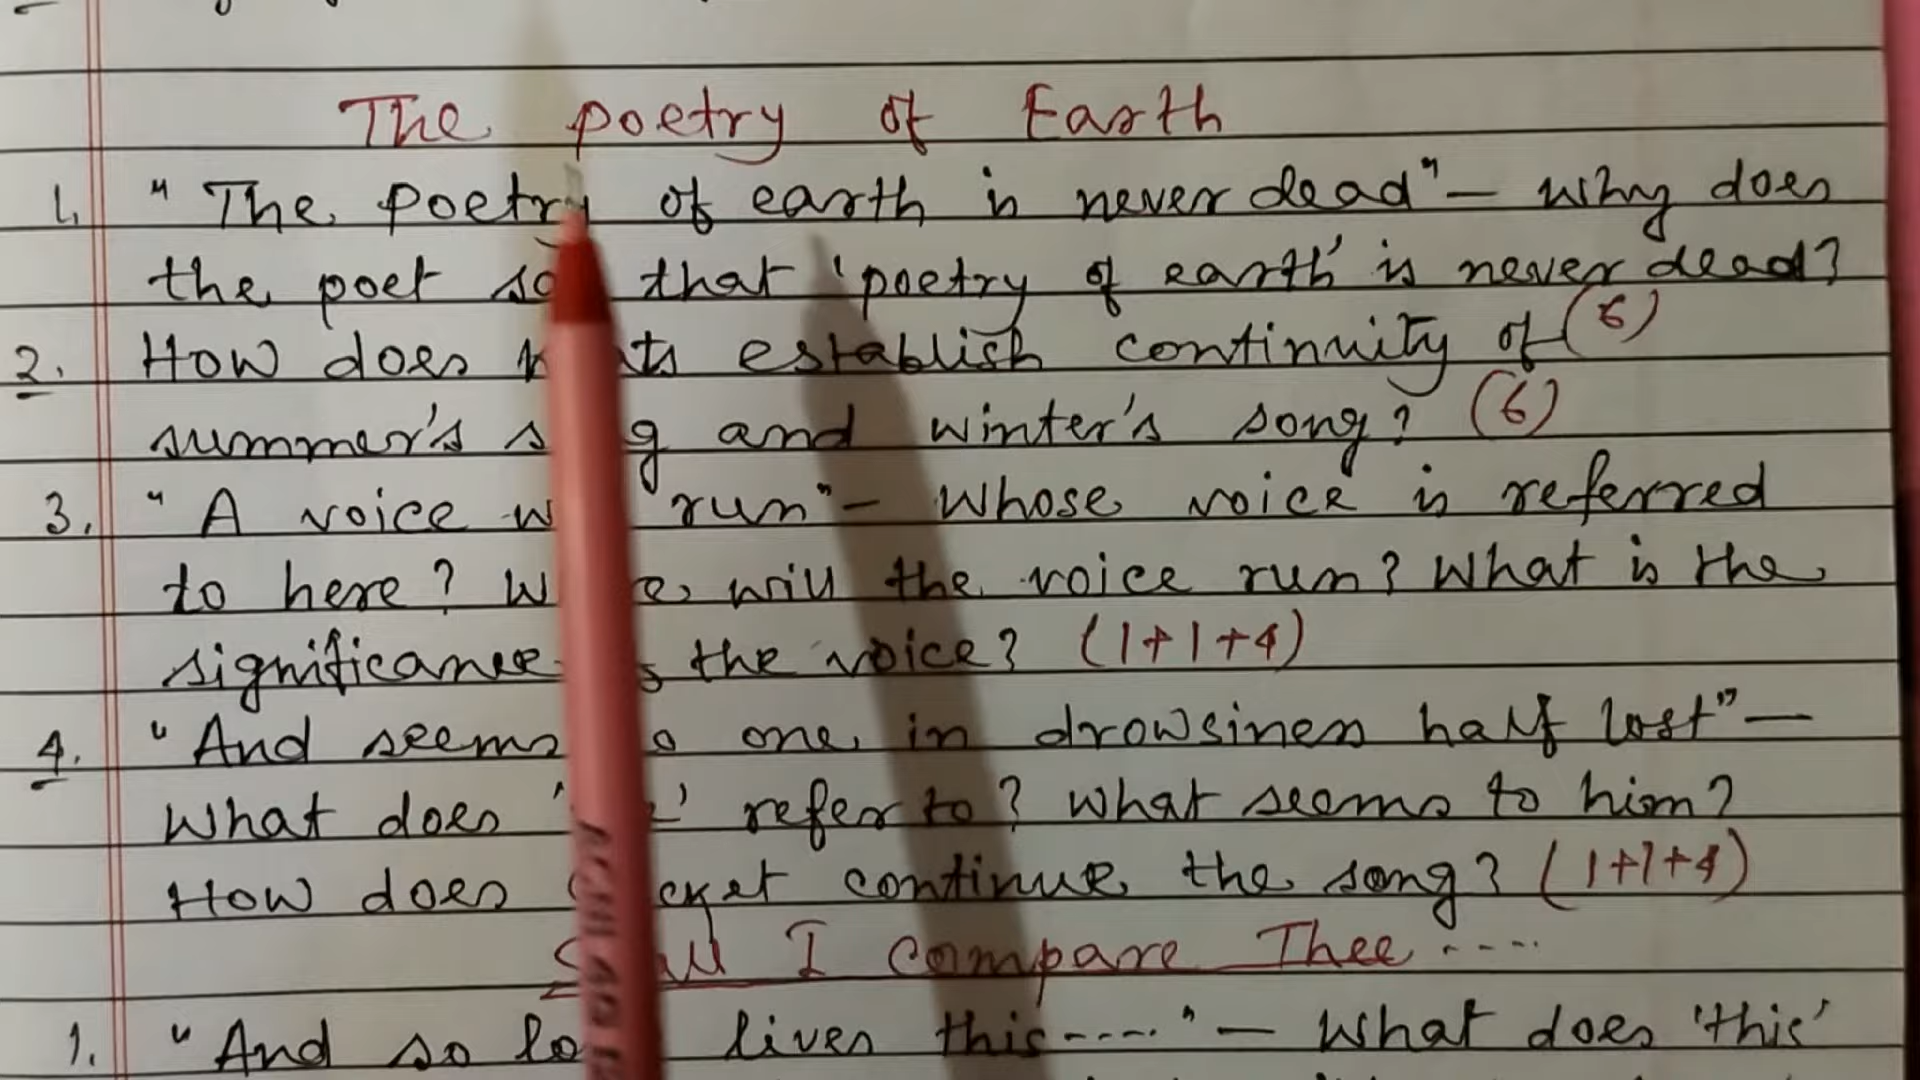 The poetry of Earth
1. "The poetry of earth is never dead" – why does
the poet that 'poetry of earth' is never dead?
(6)
2. How does establish continuity of
summer's and winter's song? (6)
3. "A voice run" – whose voice is referred
to here? will the voice run? What is the
significance the voice? (1+1+4)
4. "And seems one in drowsiness half lost" –
What does refer to? What seems to him?
How does continue the song? (1+1+4)
I compare Thee ....
1. "And so lives this ...." – What does 'this'